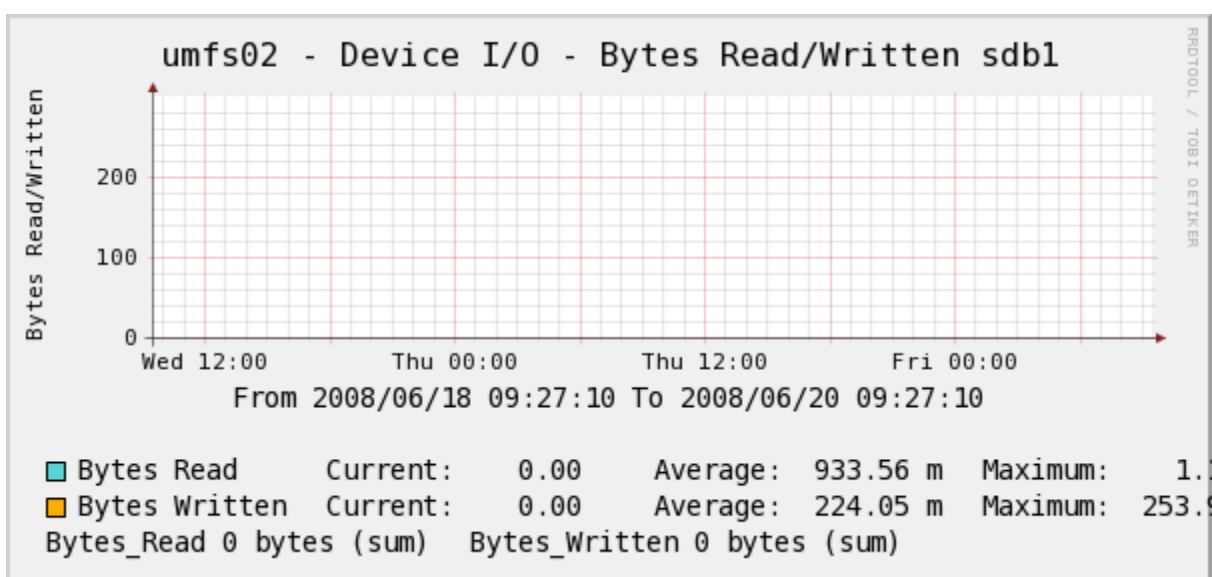 umfs02 - Device I/O - Bytes Read/Written sdb1
RRDTOOL / TOBI OETIKER
Bytes Read/Written
200
100
0
Wed 12:00 Thu 00:00 Thu 12:00 Fri 00:00
From 2008/06/18 09:27:10 To 2008/06/20 09:27:10
Bytes Read Current: 0.00 Average: 933.56 m Maximum:
Bytes Written Current: 0.00 Average: 224.05 m Maximum:
Bytes_Read 0 bytes (sum) Bytes_Written 0 bytes (sum)